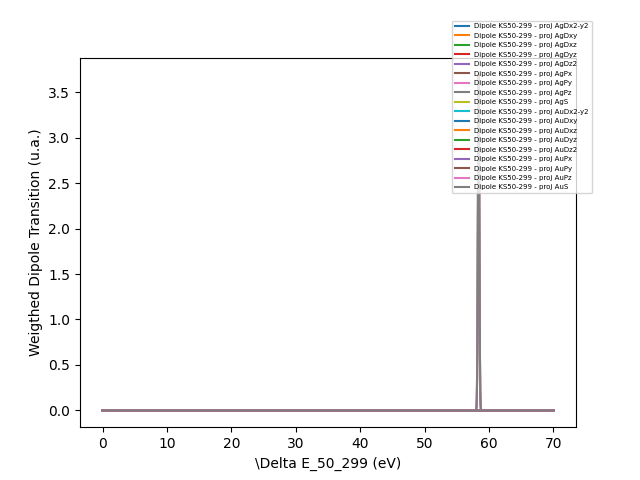 Dipole KS50-299 - proj AgDx2-y2
Dipole KS50-299 - proj AgDxy
Dipole KS50-299 - proj AgDxz
Dipole KS50-299 - proj AgDyz
Dipole KS50-299 - proj AgDz2
Dipole KS50-299 - proj AgPx
Dipole KS50-299 - proj AgPy
Dipole KS50-299 - proj AgPz
Dipole KS50-299 - proj AgS
Dipole KS50-299 - proj AuDx2-y2
Dipole KS50-299 - proj AuDxy
Dipole KS50-299 - proj AuDxz
Dipole KS50-299 - proj AuDyz
Dipole KS50-299 - proj AuDz2
Dipole KS50-299 - proj AuPx
Dipole KS50-299 - proj AuPy
Dipole KS50-299 - proj AuPz
Dipole KS50-299 - proj AuS
Weigthed Dipole Transition (u.a.)
3.5
3.0
2.5
2.0
1.5
1.0
0.5
0.0
0 10 20 30 40 50 60 70
\Delta E_50_299 (eV)